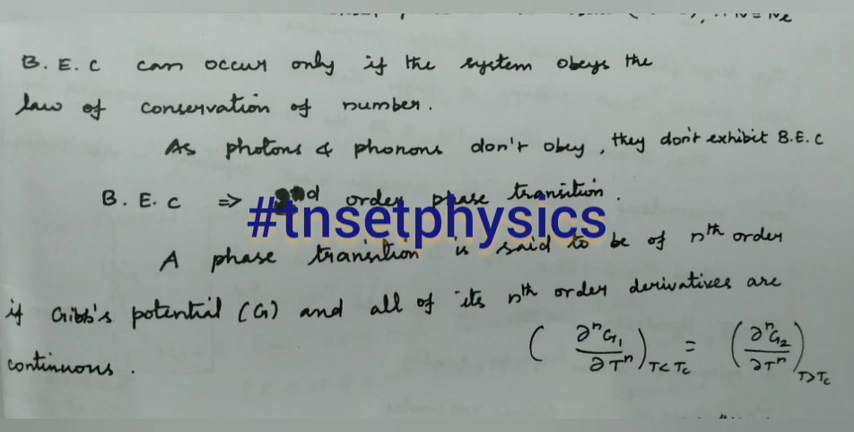 B. E. C can occur only if the system obeys the
law of conservation of number.
As photons & phonons don't obey, they don't exhibit B.E.C
B. E. C ⇒ order phase transition.
#tnsetphysics
A phase transition is said to be of nth order
if Gibb's potential (G) and all of its nth order derivatives are
continuous. (∂ⁿG₁/∂Tⁿ)T<Tc = (∂ⁿG₂/∂Tⁿ)T>Tc